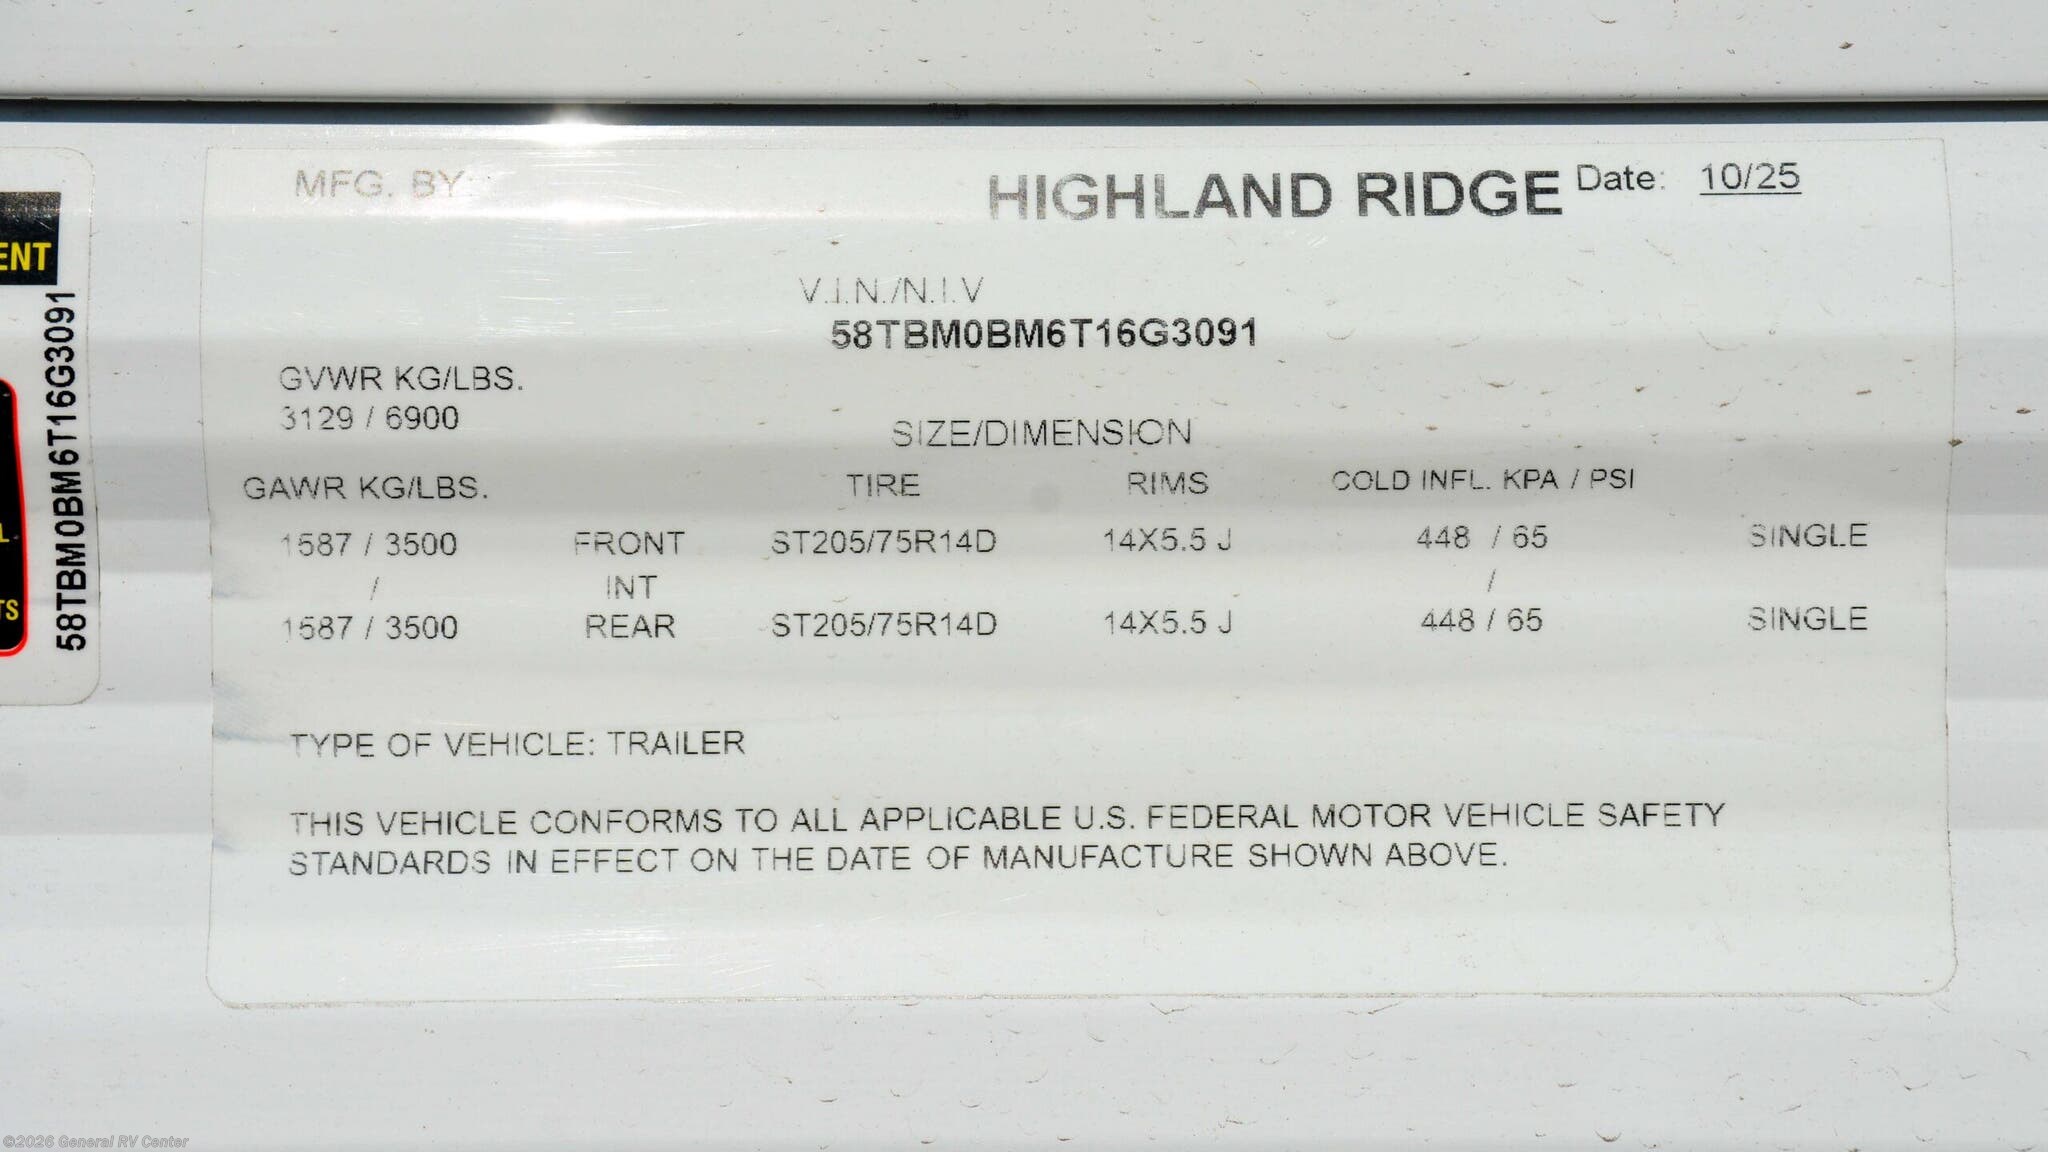 MFG. BY
HIGHLAND RIDGE Date: 10/25
V.I.N./N.I.V
58TBM0BM6T16G3091
GVWR KG/LBS.
3129 / 6900
SIZE/DIMENSION
GAWR KG/LBS. TIRE RIMS COLD INFL. KPA / PSI
1587 / 3500 FRONT ST205/75R14D 14X5.5 J 448 / 65 SINGLE
/ INT /
1587 / 3500 REAR ST205/75R14D 14X5.5 J 448 / 65 SINGLE
TYPE OF VEHICLE: TRAILER
THIS VEHICLE CONFORMS TO ALL APPLICABLE U.S. FEDERAL MOTOR VEHICLE SAFETY
STANDARDS IN EFFECT ON THE DATE OF MANUFACTURE SHOWN ABOVE.
58TBM0BM6T16G3091
©2026 General RV Center